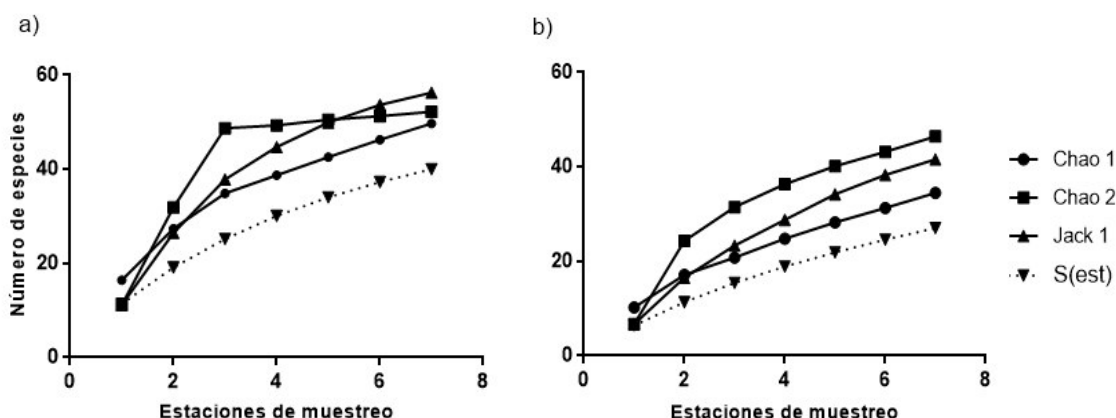 a)
60
40
20
0
0
2
4
6
8
Número de especies
Estaciones de muestreo
b)
60
40
20
0
0
2
4
6
8
Estaciones de muestreo
Chao 1
Chao 2
Jack 1
S(est)